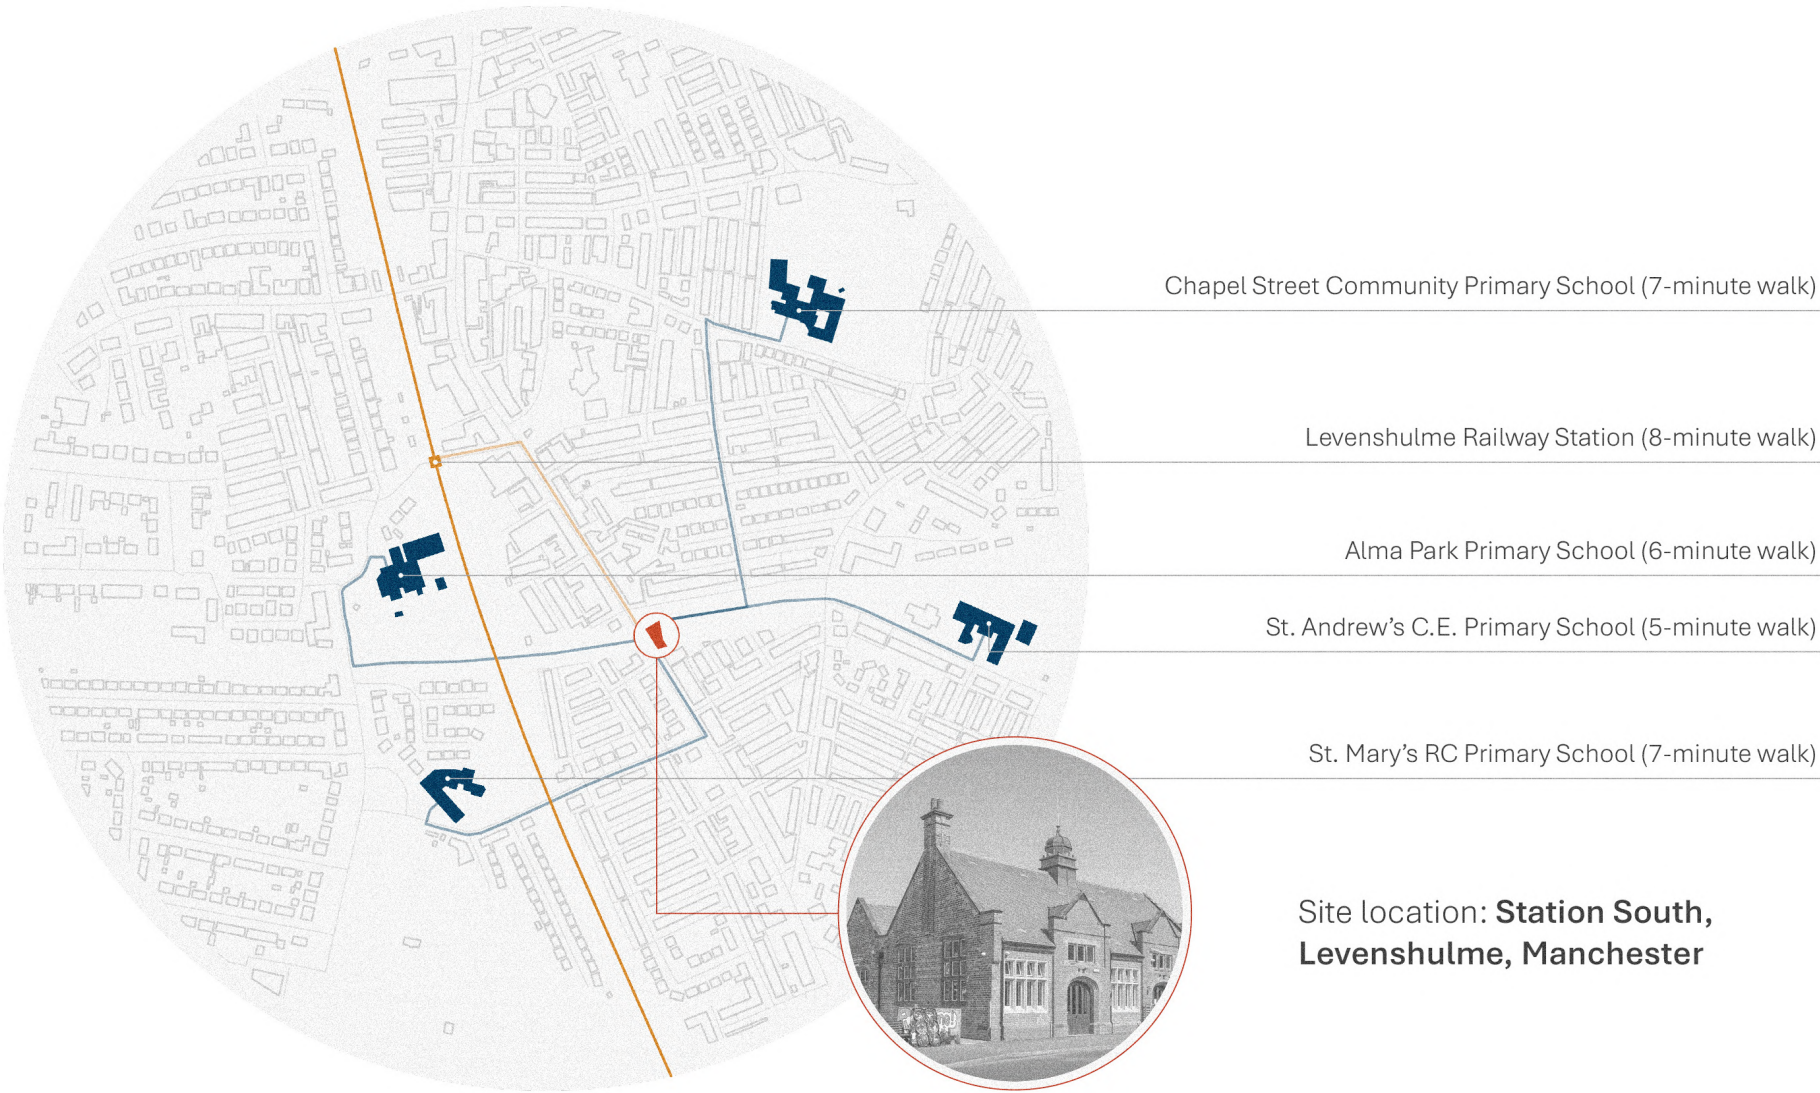 Chapel Street Community Primary School (7-minute walk)
Levenshulme Railway Station (8-minute walk)
Alma Park Primary School (6-minute walk)
St. Andrew’s C.E. Primary School (5-minute walk)
St. Mary’s RC Primary School (7-minute walk)
Site location: Station South,
Levenshulme, Manchester